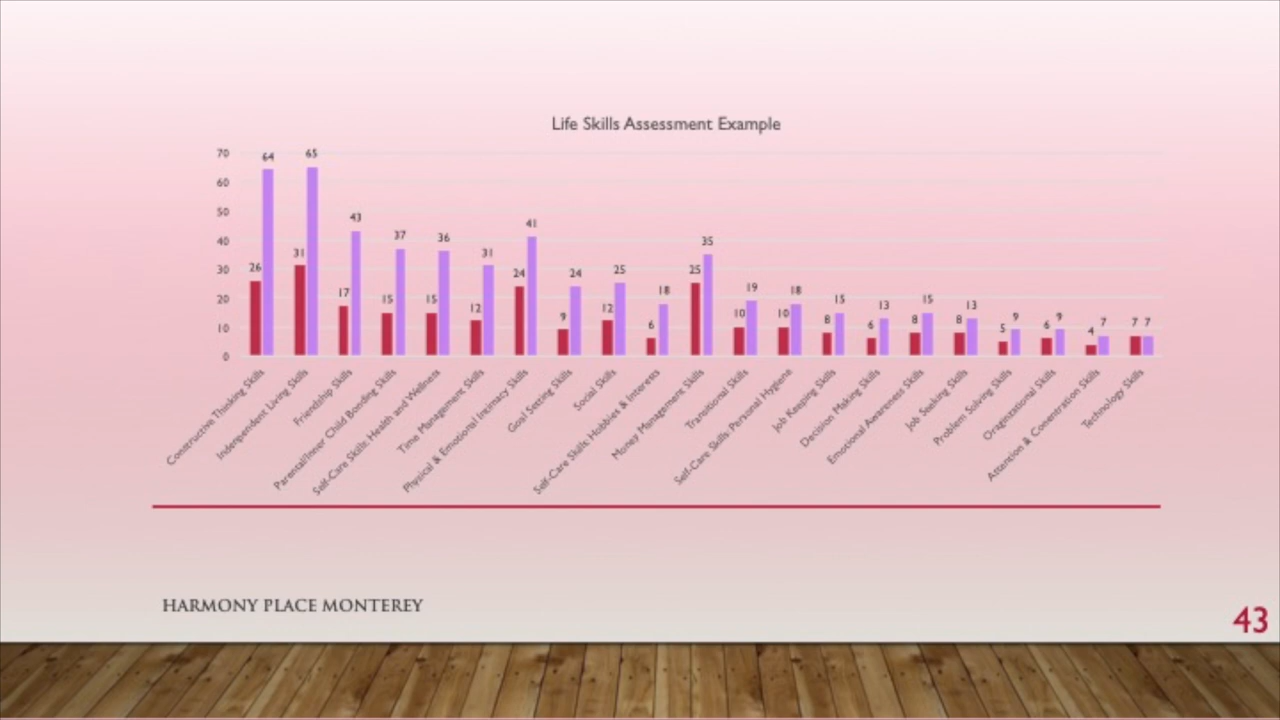 Life Skills Assessment Example
70
60
50
40
30
20
10
0
26 64
31 65
17 43
15 37
15 36
12 31
24 41
9 24
12 25
6 18
25 35
10 19
10 18
8 15
6 13
8 15
8 13
5 9
6 9
4 7
7 7
Constructive Thinking Skills
Independent Living Skills
Friendship Skills
Parental/Inner Child Bonding Skills
Self-Care Skills: Health and Wellness
Time Management Skills
Physical & Emotional Intimacy Skills
Goal Setting Skills
Social Skills
Self-Care Skills: Hobbies & Interests
Money Management Skills
Transitional Skills
Self-Care Skills: Personal Hygiene
Job Keeping Skills
Decision Making Skills
Emotional Awareness Skills
Job Seeking Skills
Problem Solving Skills
Oragnizational Skills
Attention & Conentration Skills
Technology Skills
HARMONY PLACE MONTEREY
43